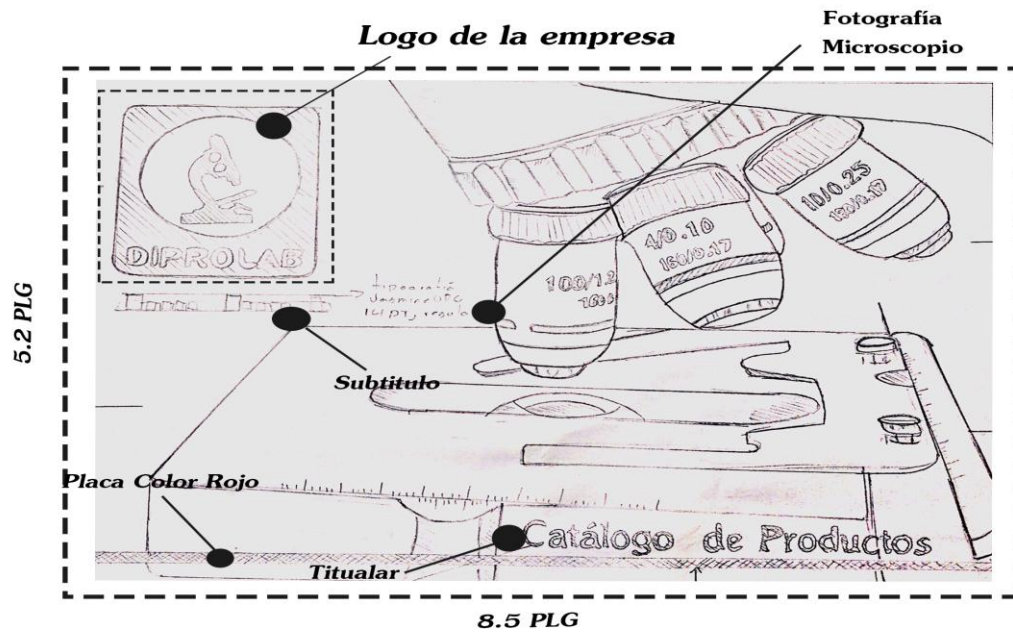 Logo de la empresa
Fotografía
Microscopio
DIPROLAB
10/0.25
160/0.17
4/0.10
160/0.17
100/1.2
Subtitulo
Placa Color Rojo
Catálogo de Productos
Titualar
5.2 PLG
8.5 PLG